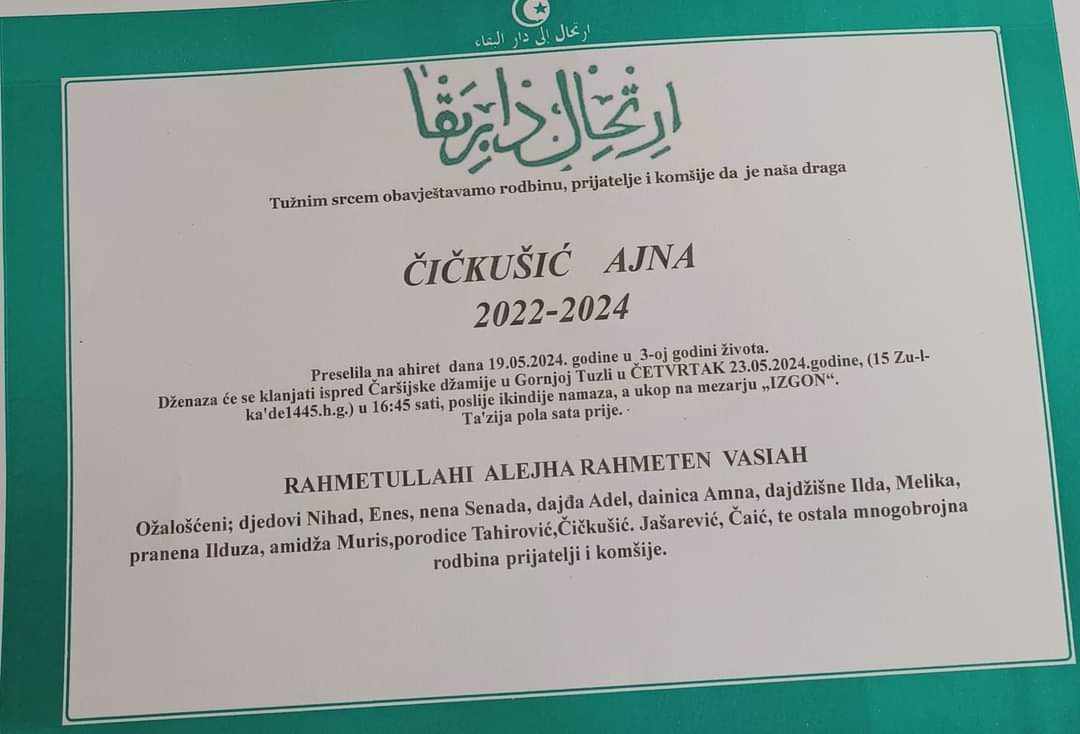 ارتحال إلى دار البقاء
ارتحال دار بقا
Tužnim srcem obavještavamo rodbinu, prijatelje i komšije da je naša draga
ČIČKUŠIĆ AJNA
2022-2024
Preselila na ahiret dana 19.05.2024. godine u 3-oj godini života.
Dženaza će se klanjati ispred Čaršijske džamije u Gornjoj Tuzli u ČETVRTAK 23.05.2024.godine, (15 Zu-l-
ka'de1445.h.g.) u 16:45 sati, poslije ikindije namaza, a ukop na mezarju „IZGON“.
Ta'zija pola sata prije.
RAHMETULLAHI ALEJHA RAHMETEN VASIAH
Ožalošćeni; djedovi Nihad, Enes, nena Senada, dajđa Adel, dainica Amna, dajdžišne Ilda, Melika,
pranena Ilduza, amidža Muris,porodice Tahirović,Čičkušić. Jašarević, Čaić, te ostala mnogobrojna
rodbina prijatelji i komšije.